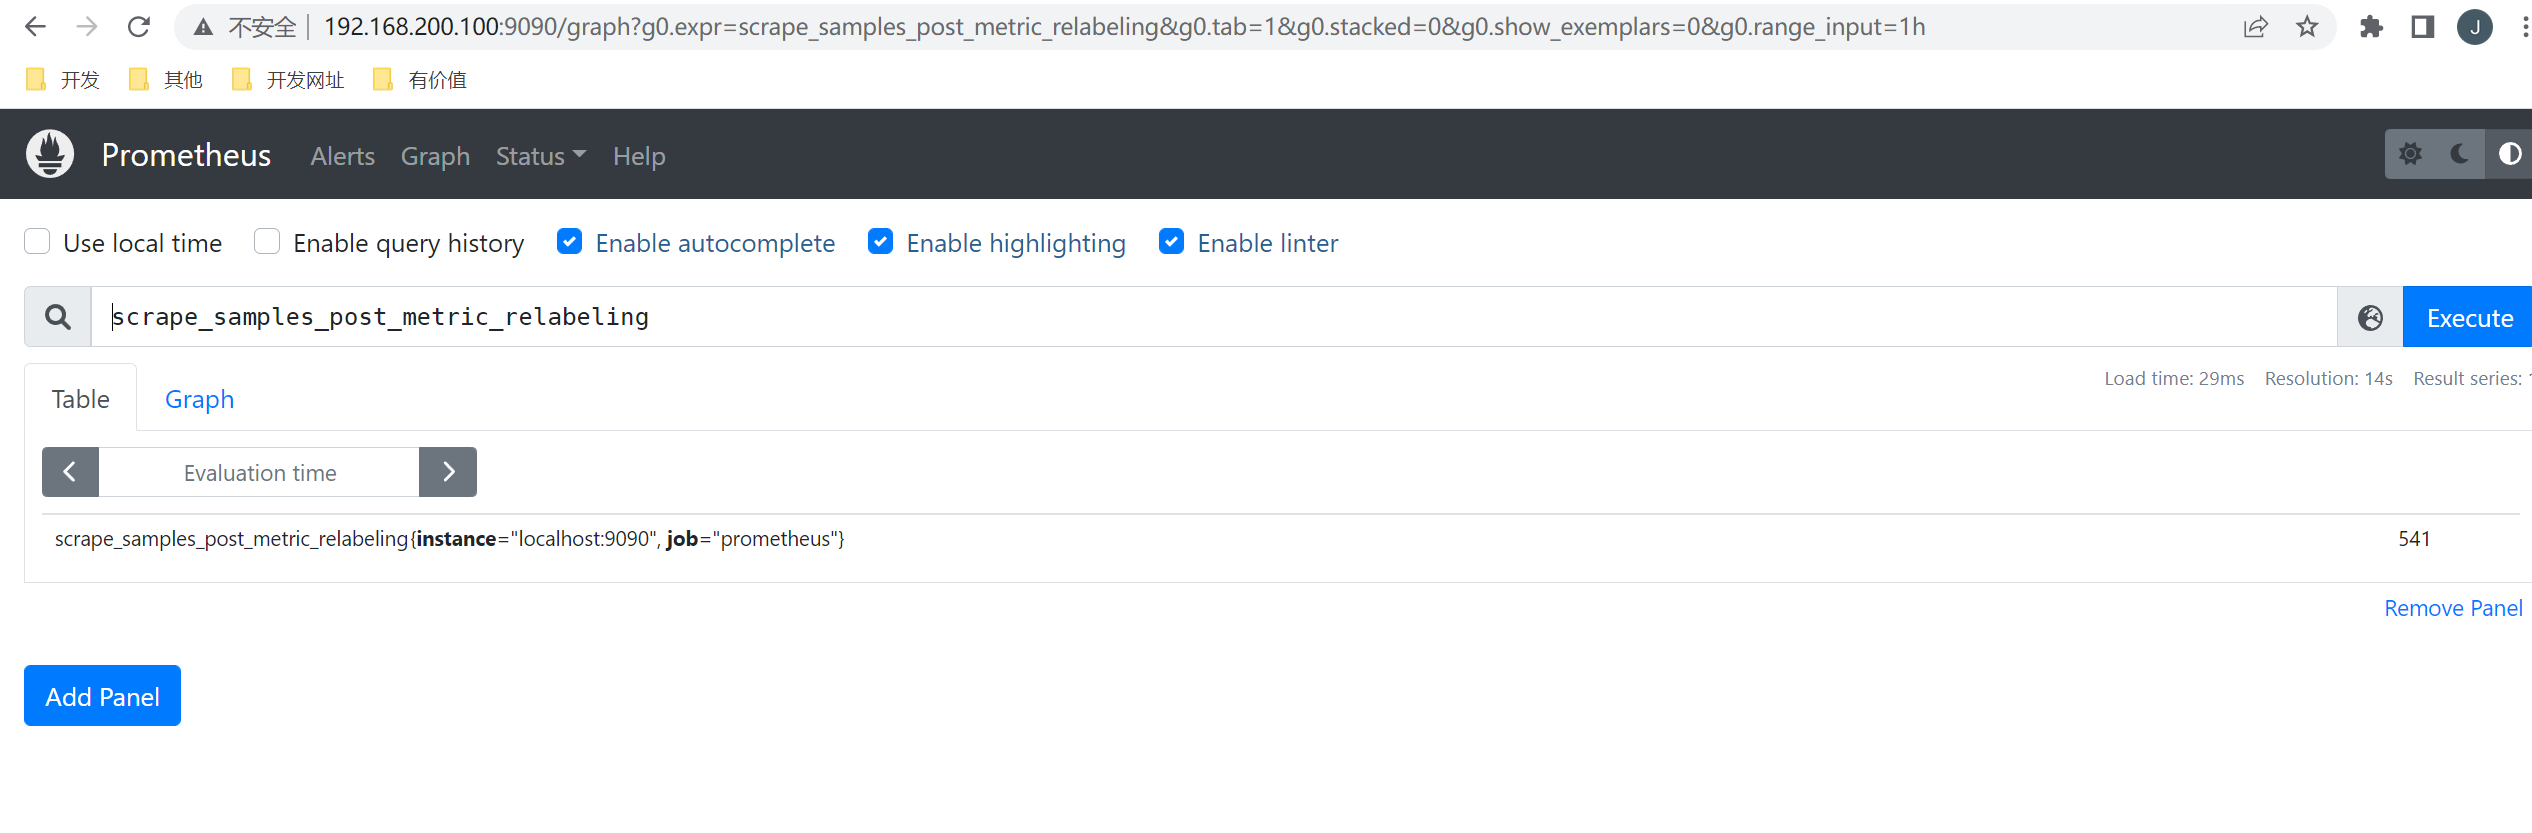 不安全 192.168.200.100:9090/graph?g0.expr=scrape_samples_post_metric_relabeling&g0.tab=1&g0.stacked=0&g0.show_exemplars=0&g0.range_input=1h J
开发 其他 开发网址 有价值
Prometheus Alerts Graph Status Help
Use local time Enable query history Enable autocomplete Enable highlighting Enable linter
scrape_samples_post_metric_relabeling Execute
Table Graph Load time: 29ms Resolution: 14s Result series:
Evaluation time
scrape_samples_post_metric_relabeling{instance="localhost:9090", job="prometheus"} 541
Remove Panel
Add Panel